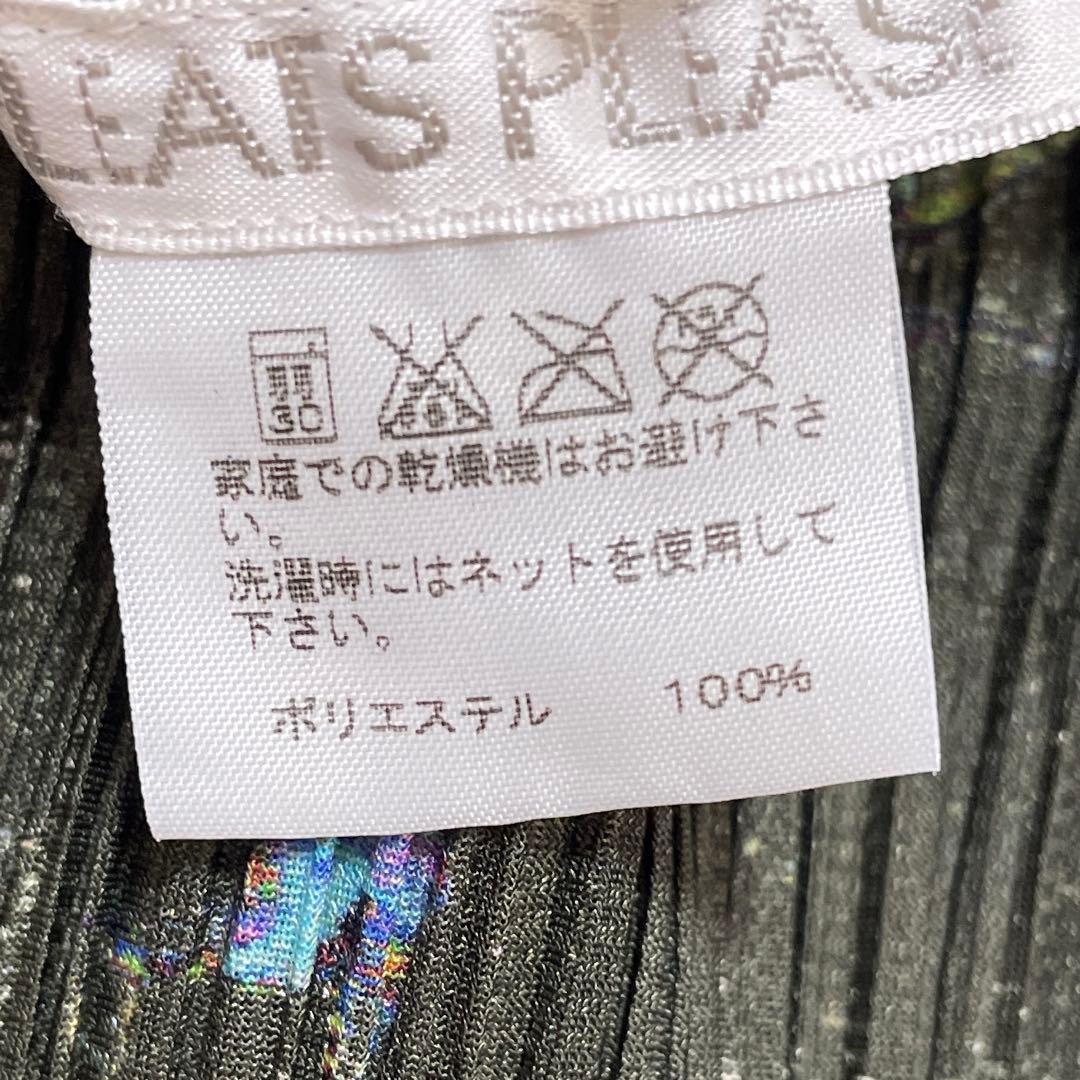 LEATS PLEASE
弱
30
家庭での乾燥機はお避け下さ
い。
洗濯時にはネットを使用して
下さい。
ポリエステル 100%